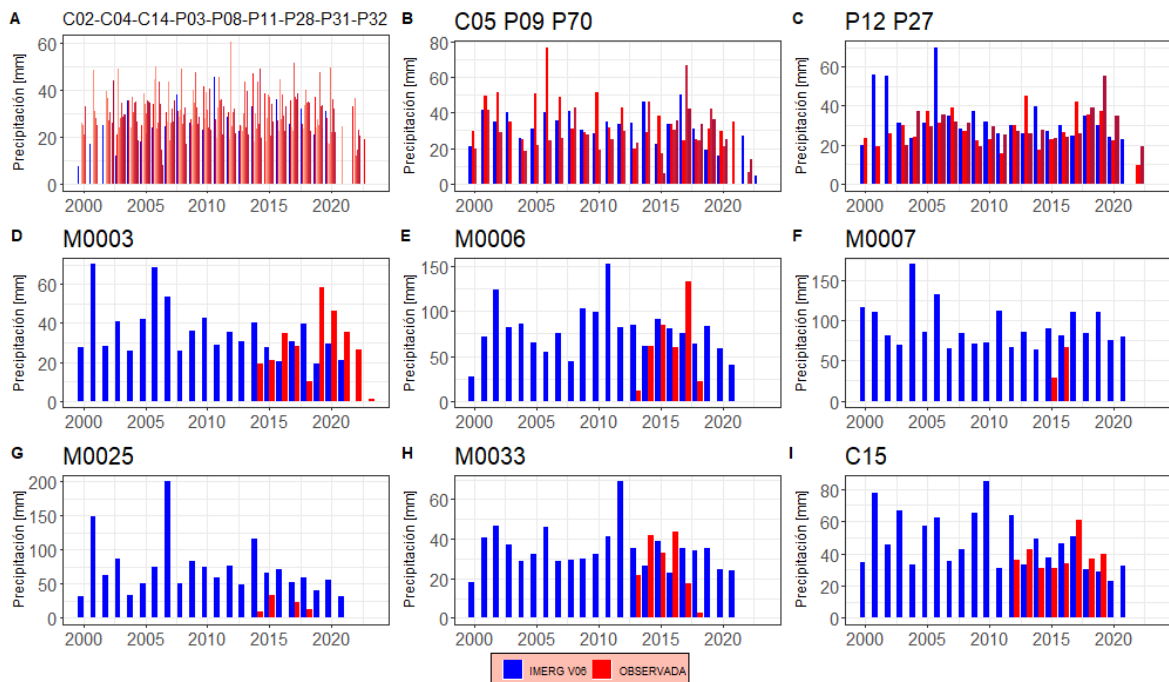 A C02-C04-C14-P03-P08-P11-P28-P31-P32
Precipitación [mm]
60
40
20
0
2000 2005 2010 2015 2020
B C05 P09 P70
Precipitación [mm]
80
60
40
20
0
2000 2005 2010 2015 2020
C P12 P27
Precipitación [mm]
60
40
20
0
2000 2005 2010 2015 2020
D M0003
Precipitación [mm]
60
40
20
0
2000 2005 2010 2015 2020
E M0006
Precipitación [mm]
150
100
50
0
2000 2005 2010 2015 2020
F M0007
Precipitación [mm]
150
100
50
0
2000 2005 2010 2015 2020
G M0025
Precipitación [mm]
200
150
100
50
0
2000 2005 2010 2015 2020
H M0033
Precipitación [mm]
60
40
20
0
2000 2005 2010 2015 2020
I C15
Precipitación [mm]
80
60
40
20
0
2000 2005 2010 2015 2020
IMERG V06 OBSERVADA